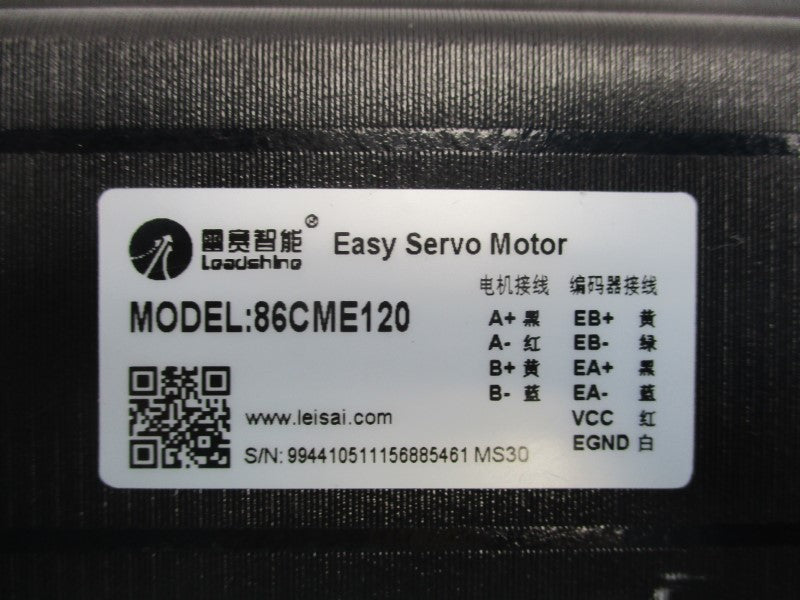 雷赛智能® Easy Servo Motor
Leadshine
电机接线 编码器接线
MODEL:86CME120
A+ 黑 EB+ 黄
A- 红 EB- 绿
B+ 黄 EA+ 黑
B- 蓝 EA- 蓝
www.leisai.com VCC 红
S/N: 994410511156885461 MS30 EGND 白